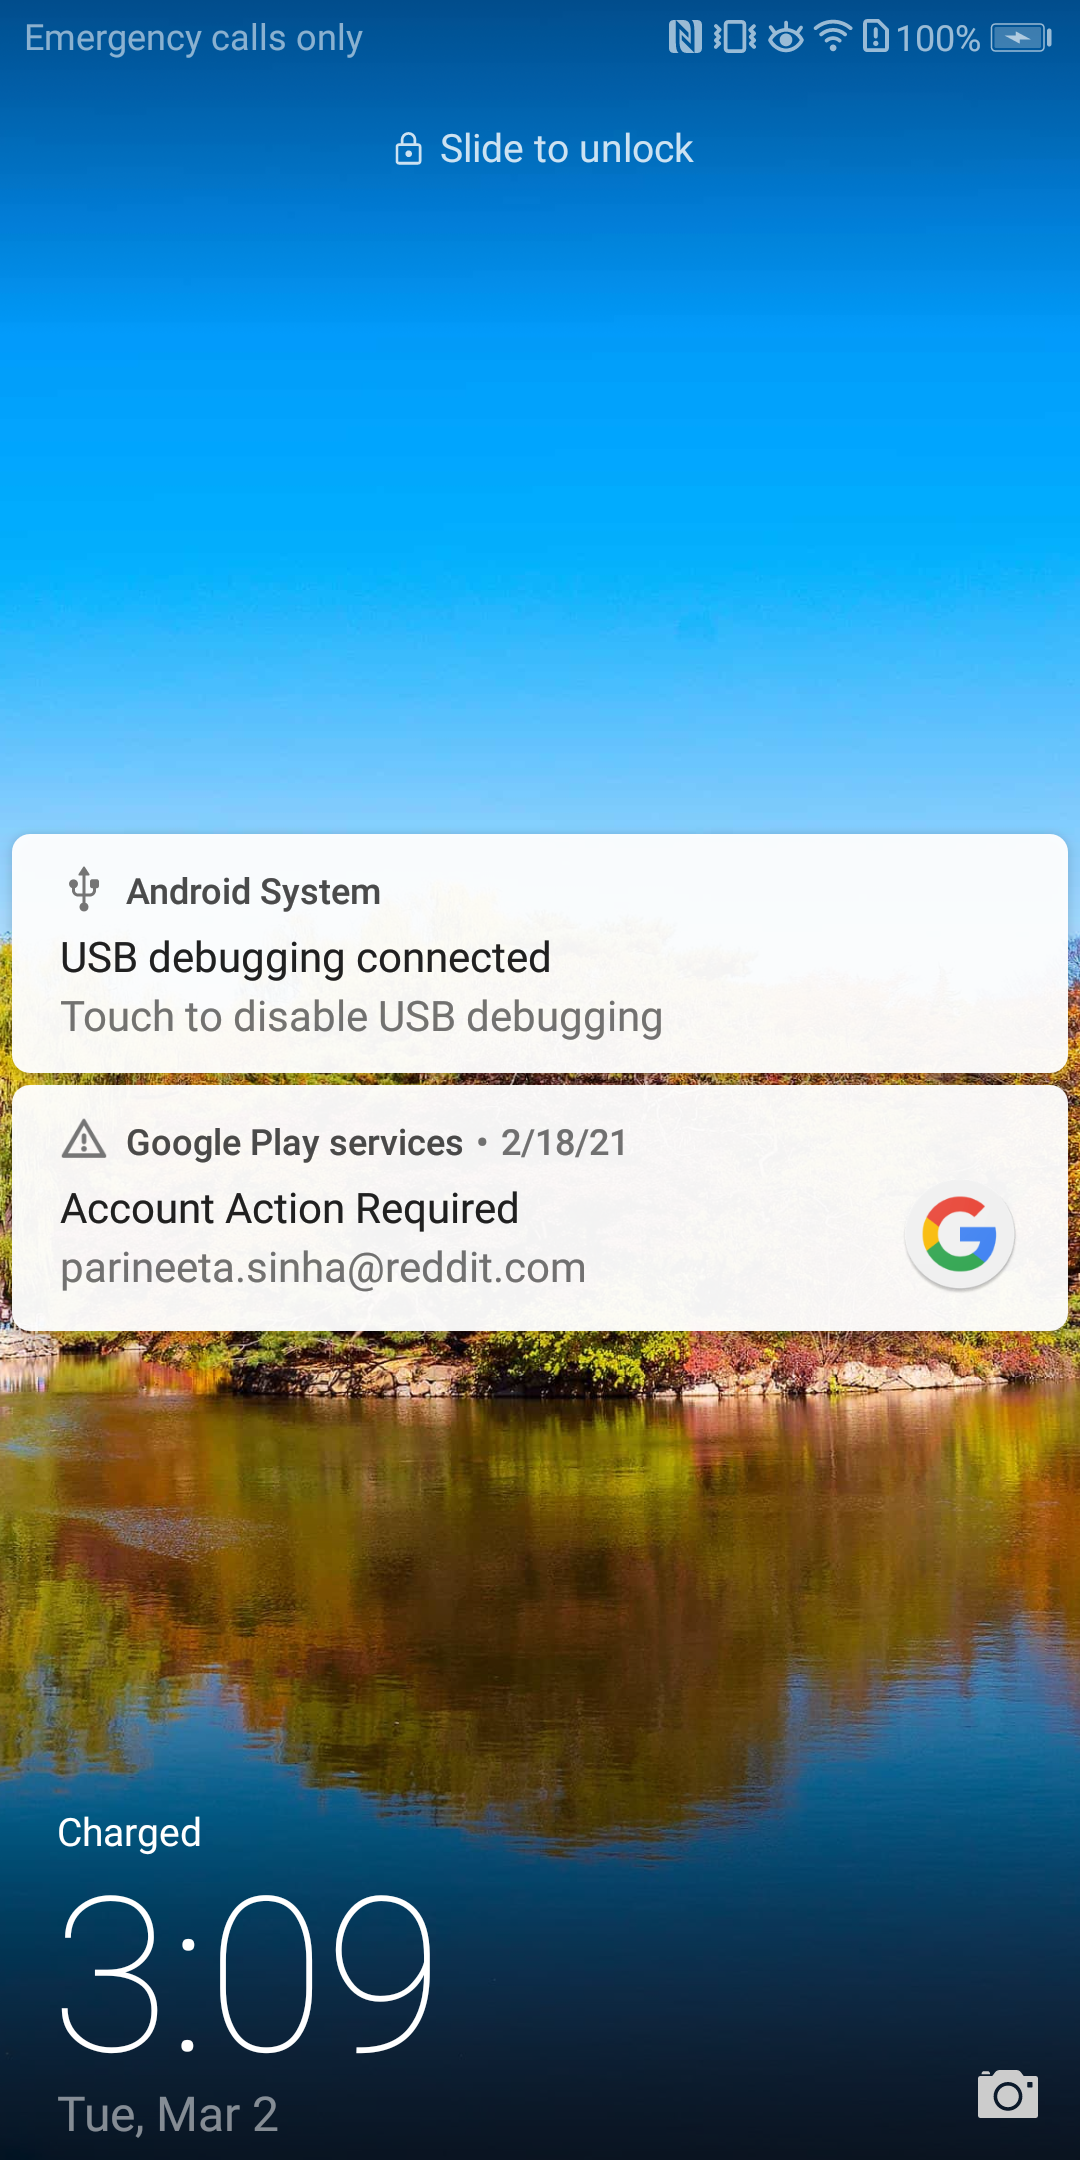 Emergency calls only 100%
Slide to unlock
Android System
USB debugging connected
Touch to disable USB debugging
Google Play services • 2/18/21
Account Action Required
parineeta.sinha@reddit.com
Charged
3:09
Tue, Mar 2